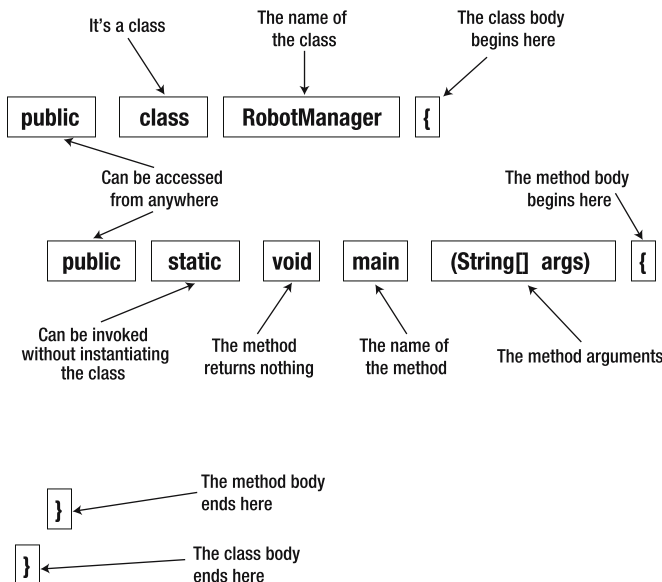 It's a class
The name of
the class
The class body
begins here
public class RobotManager {
Can be accessed
from anywhere
The method body
begins here
public static void main (String[] args) {
Can be invoked
without instantiating
the class
The method
returns nothing
The name of
the method
The method arguments
}
The method body
ends here
}
The class body
ends here